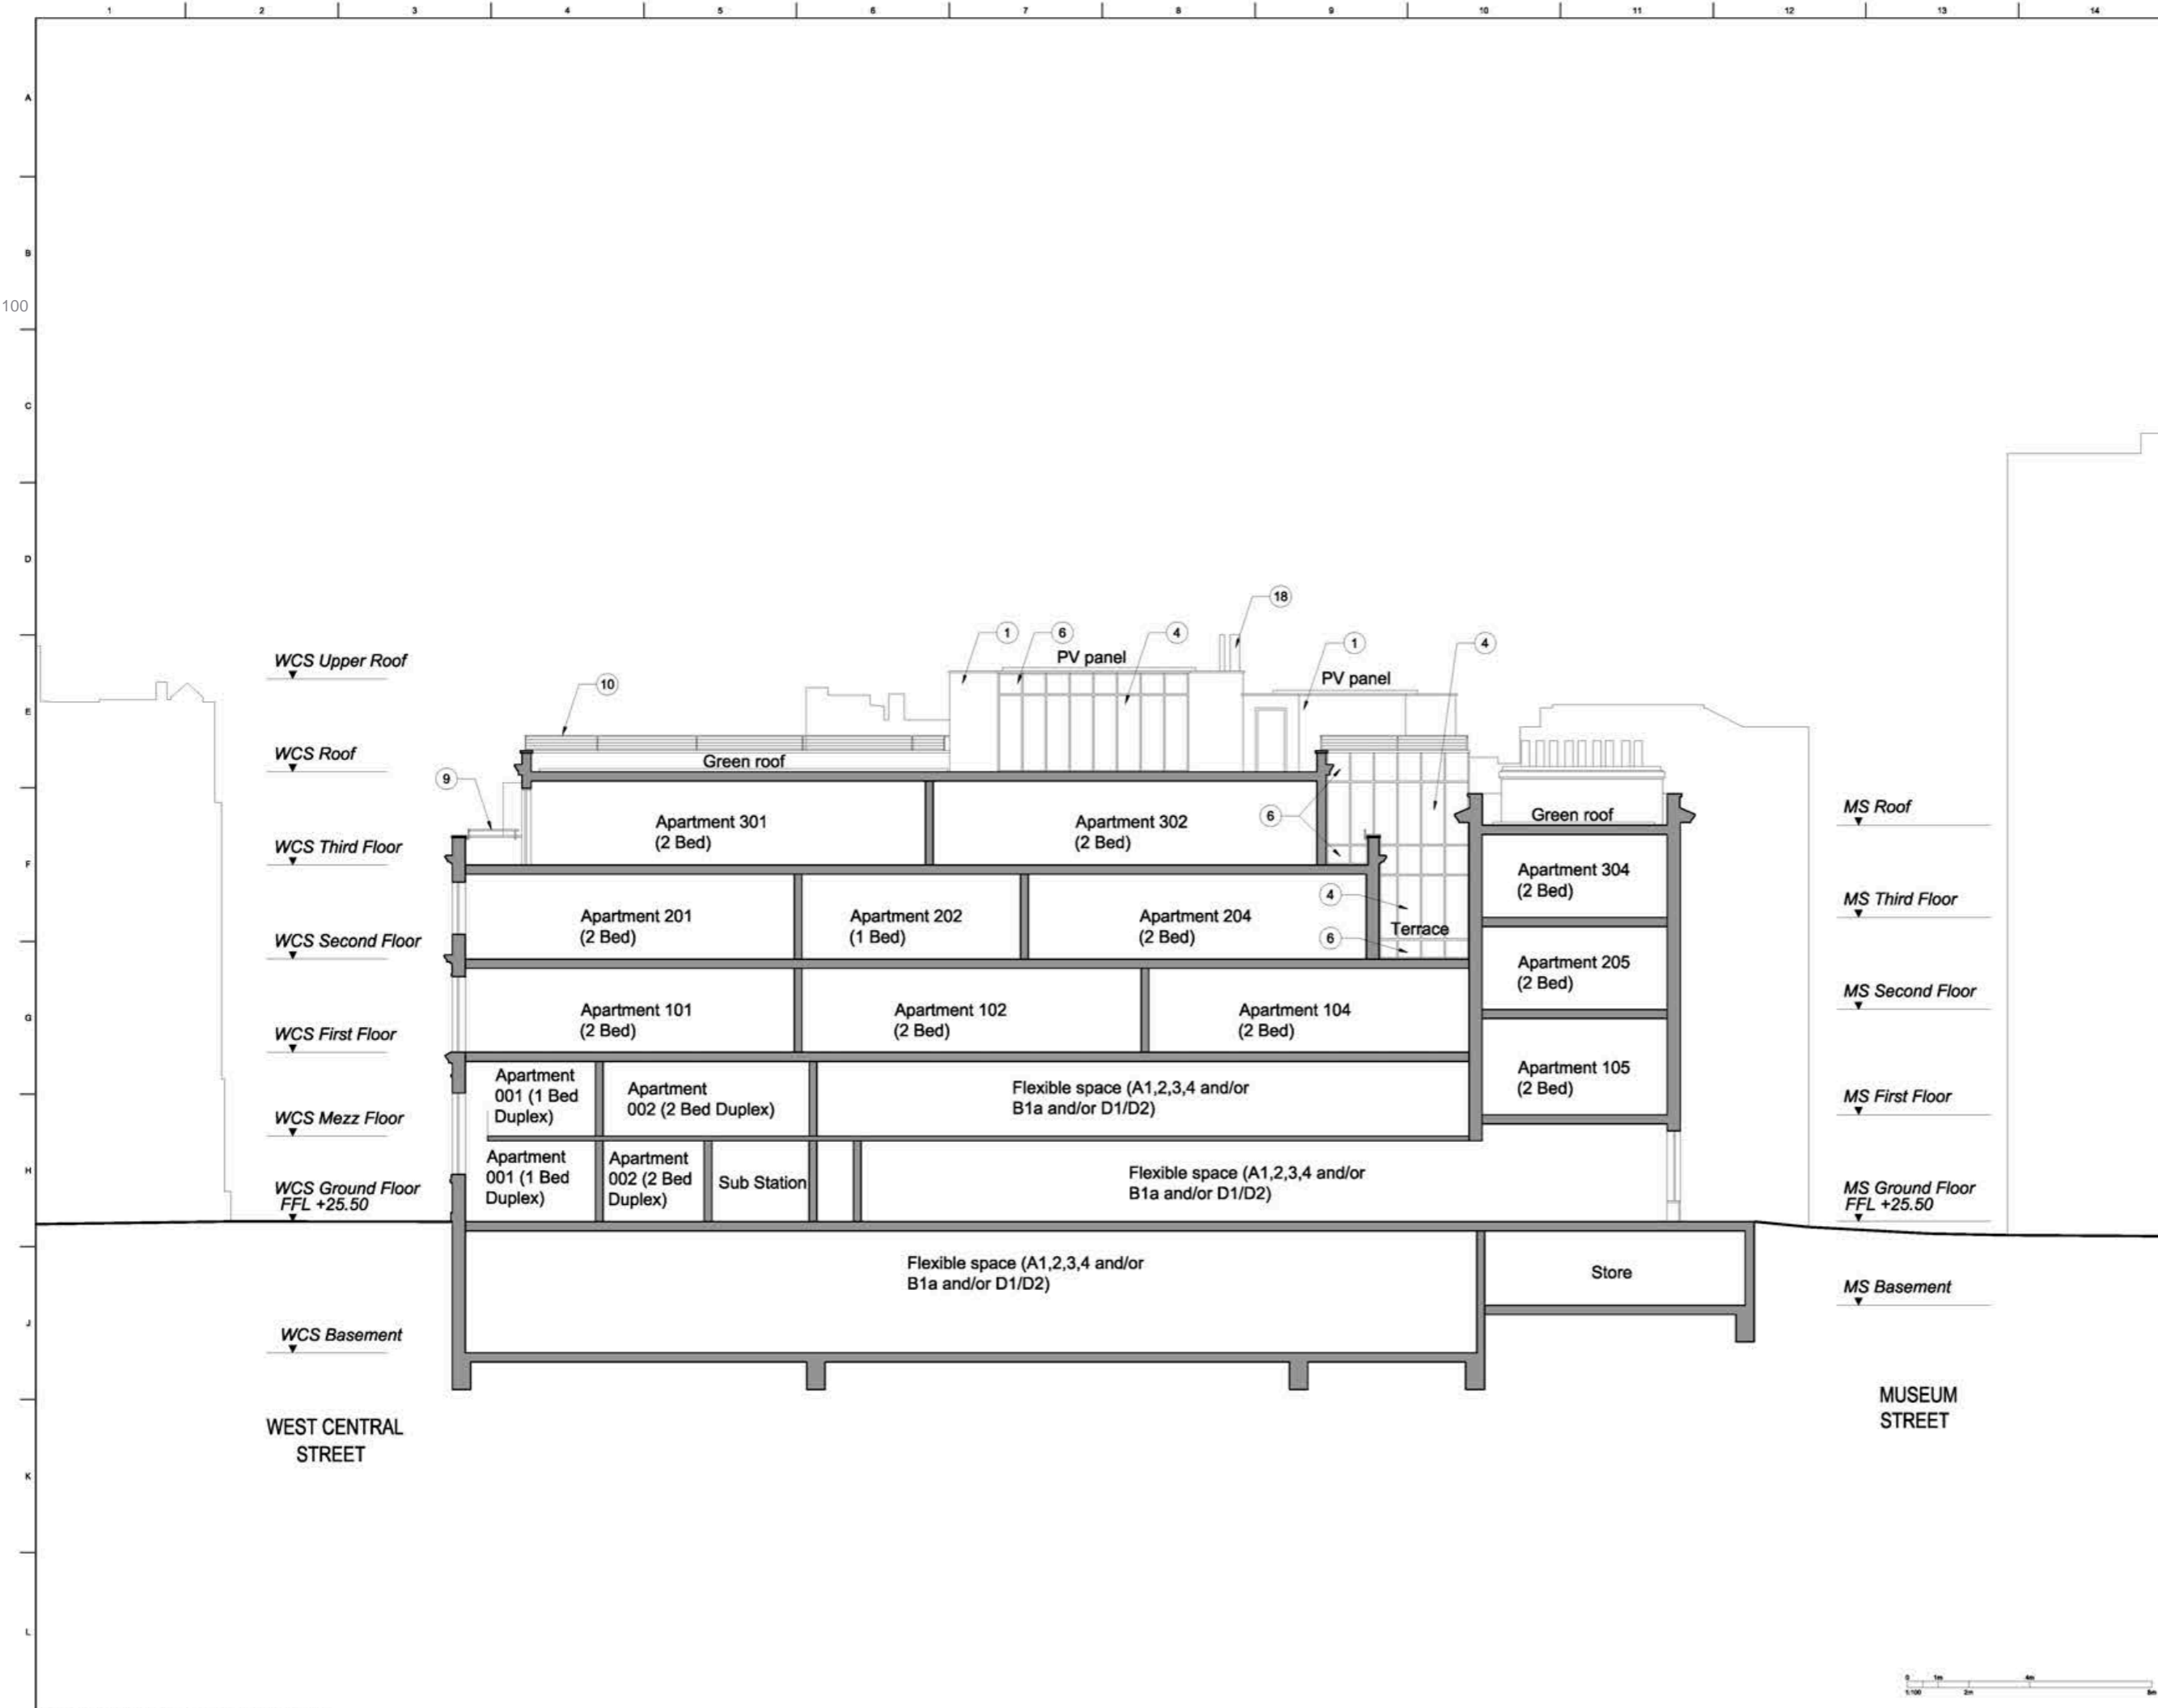 1 2 3 4 5 6 7 8 9 10 11 12 13 14
A
B
100
C
D
18
1 6 4 1 4
WCS Upper Roof
PV panel
PV panel
10
E
WCS Roof
Green roof
9
Apartment 301
(2 Bed)
Apartment 302
(2 Bed)
6
Green roof
MS Roof
WCS Third Floor
F
Apartment 304
(2 Bed)
4
MS Third Floor
Apartment 201
(2 Bed)
Apartment 202
(1 Bed)
Apartment 204
(2 Bed)
Terrace
6
WCS Second Floor
Apartment 205
(2 Bed)
MS Second Floor
G
Apartment 101
(2 Bed)
Apartment 102
(2 Bed)
Apartment 104
(2 Bed)
WCS First Floor
Apartment
001 (1 Bed
Duplex)
Apartment
002 (2 Bed Duplex)
Flexible space (A1,2,3,4 and/or
B1a and/or D1/D2)
Apartment 105
(2 Bed)
MS First Floor
WCS Mezz Floor
H
Apartment
001 (1 Bed
Duplex)
Apartment
002 (2 Bed
Duplex)
Sub Station
Flexible space (A1,2,3,4 and/or
B1a and/or D1/D2)
WCS Ground Floor
FFL +25.50
MS Ground Floor
FFL +25.50
Flexible space (A1,2,3,4 and/or
B1a and/or D1/D2)
Store
MS Basement
J
WCS Basement
MUSEUM
STREET
WEST CENTRAL
STREET
K
L
0 1m 4m
1:100 2m 8m